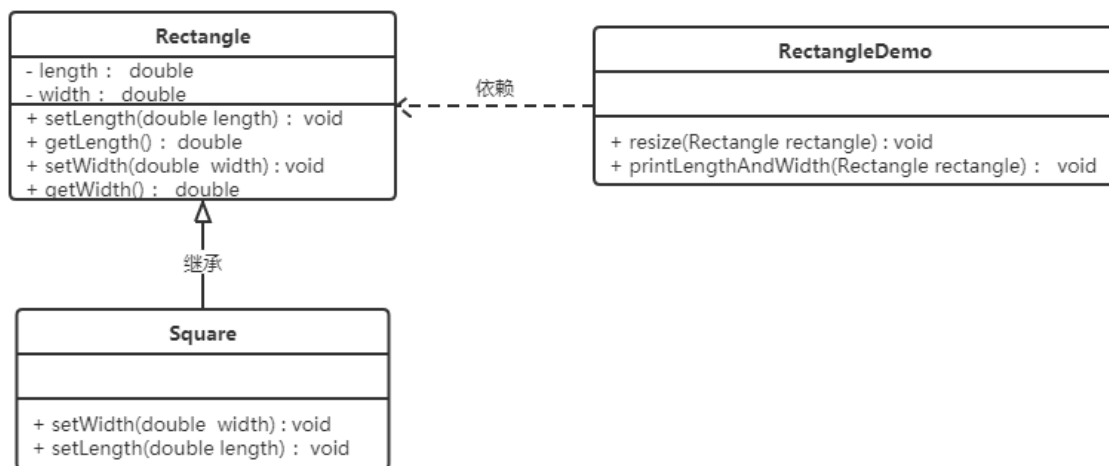 Rectangle
- length： double
- width： double
+ setLength(double length)： void
+ getLength()： double
+ setWidth(double width) : void
+ getWidth()： double
依赖
RectangleDemo
+ resize(Rectangle rectangle) : void
+ printLengthAndWidth(Rectangle rectangle)： void
继承
Square
+ setWidth(double width) : void
+ setLength(double length)： void